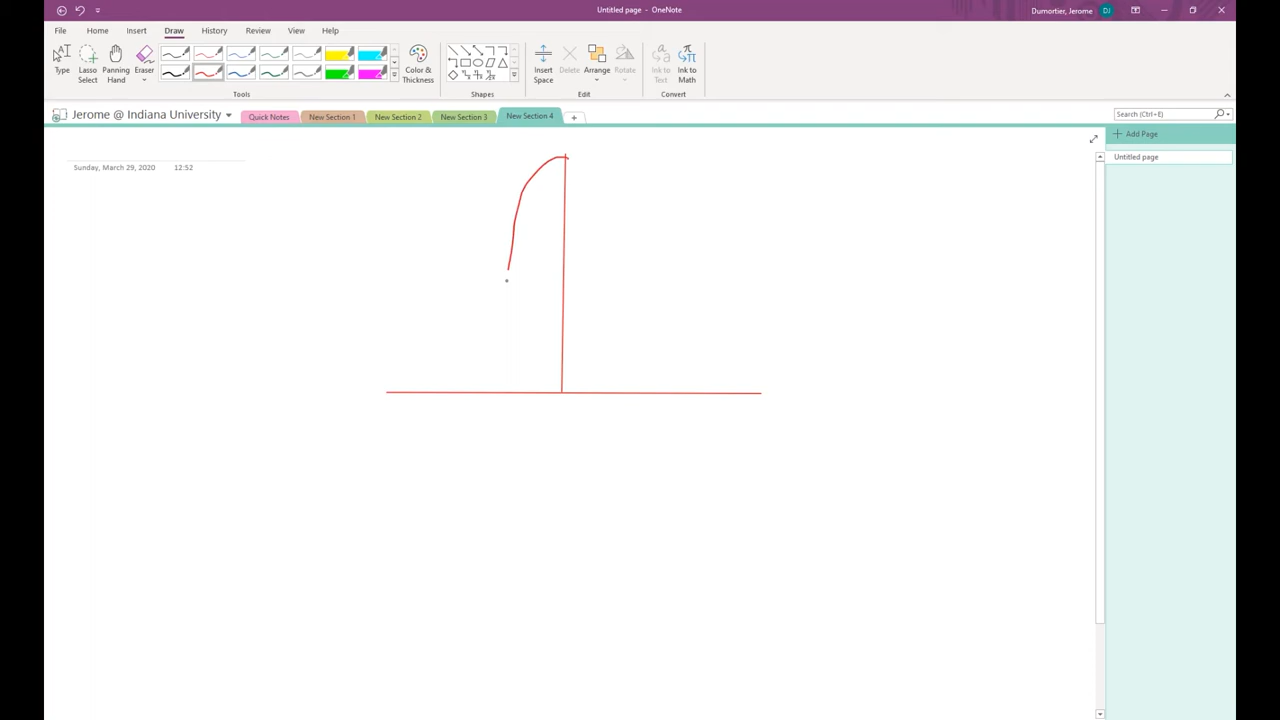 Untitled page - OneNote
Dumortier, Jerome DJ
File Home Insert Draw History Review View Help
Type Lasso Select Panning Hand Eraser Color & Thickness Insert Space Delete Arrange Rotate Ink to Text Ink to Math
Tools Shapes Edit Convert
Jerome @ Indiana University Quick Notes New Section 1 New Section 2 New Section 3 New Section 4 Search (Ctrl+E)
Add Page
Untitled page
Sunday, March 29, 2020 12:52